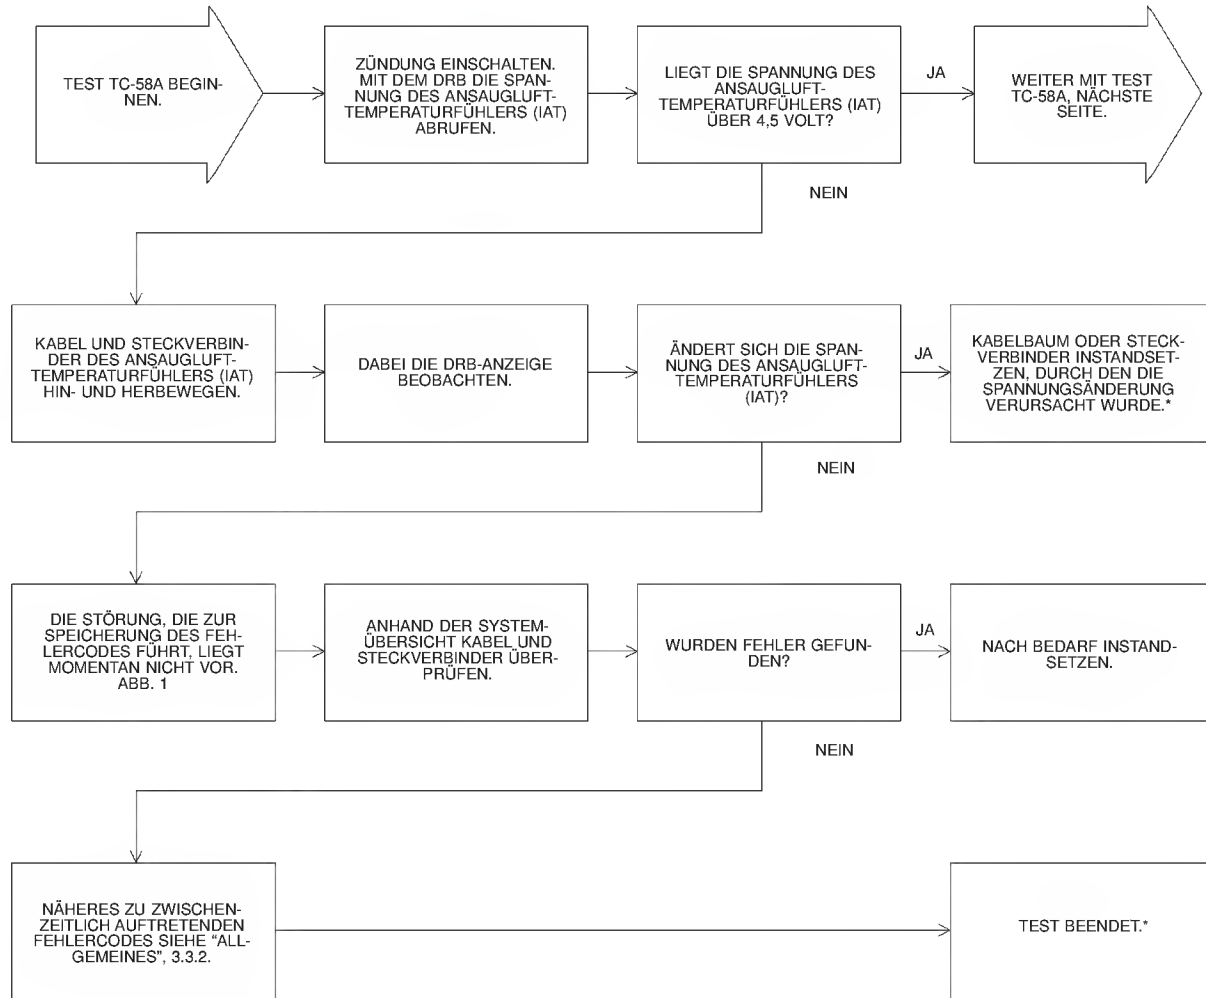 TEST TC-58A BEGIN-
NEN.
ZÜNDUNG EINSCHALTEN.
MIT DEM DRB DIE SPAN-
NUNG DES ANSAUGLUFT-
TEMPERATURFÜHLERS (IAT)
ABRUFEN.
LIEGT DIE SPANNUNG DES
ANSAUGLUFT-
TEMPERATURFÜHLERS (IAT)
ÜBER 4,5 VOLT?
JA
WEITER MIT TEST
TC-58A, NÄCHSTE
SEITE.
NEIN
KABEL UND STECKVERBIN-
DER DES ANSAUGLUFT-
TEMPERATURFÜHLERS (IAT)
HIN- UND HERBEWEGEN.
DABEI DIE DRB-ANZEIGE
BEOBACHTEN.
ÄNDERT SICH DIE SPAN-
NUNG DES ANSAUGLUFT-
TEMPERATURFÜHLERS
(IAT)?
JA
KABELBAUM ODER STECK-
VERBINDER INSTANDSET-
ZEN, DURCH DEN DIE
SPANNUNGSÄNDERUNG
VERURSACHT WURDE.*
NEIN
DIE STÖRUNG, DIE ZUR
SPEICHERUNG DES FEH-
LERCODES FÜHRT, LIEGT
MOMENTAN NICHT VOR.
ABB. 1
ANHAND DER SYSTEM-
ÜBERSICHT KABEL UND
STECKVERBINDER ÜBER-
PRÜFEN.
WURDEN FEHLER GEFUN-
DEN?
JA
NACH BEDARF INSTAND-
SETZEN.
NEIN
NÄHERES ZU ZWISCHEN-
ZEITLICH AUFTRETENDEN
FEHLERCODES SIEHE “ALL-
GEMEINES”, 3.3.2.
TEST BEENDET.*